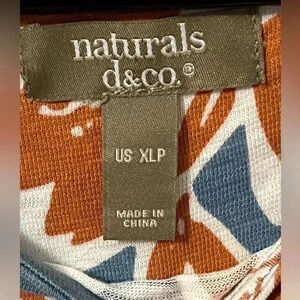 naturals
d&co.®
US XLP
MADE IN
CHINA